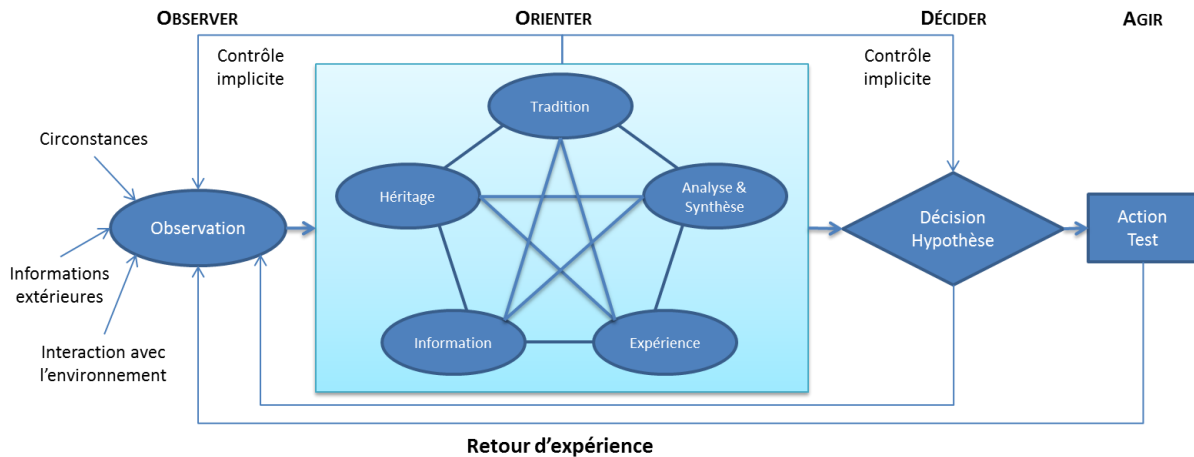 OBSERVER
ORIENTER
DÉCIDER
AGIR
Contrôle
implicite
Contrôle
implicite
Circonstances
Informations
extérieures
Interaction avec
l’environnement
Observation
Tradition
Héritage
Analyse &
Synthèse
Information
Expérience
Décision
Hypothèse
Action
Test
Retour d’expérience